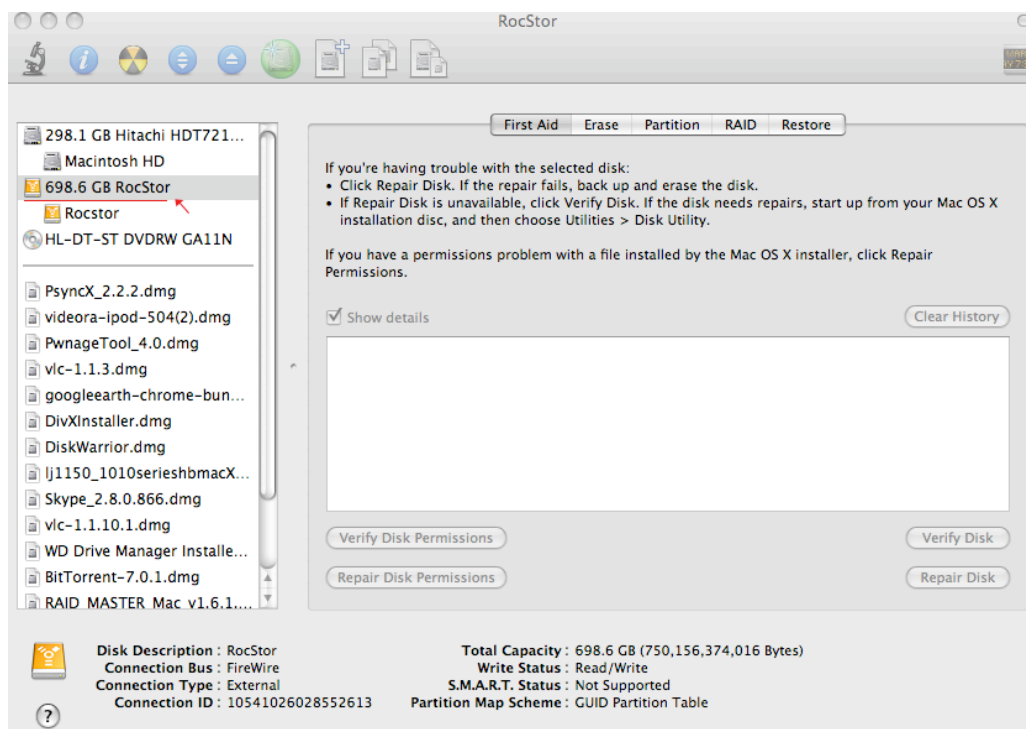 RocStor
298.1 GB Hitachi HDT721...
Macintosh HD
698.6 GB RocStor
Rocstor
HL-DT-ST DVDRW GA11N
PsyncX_2.2.2.dmg
videora-ipod-504(2).dmg
PwnageTool_4.0.dmg
vlc-1.1.3.dmg
googleearth-chrome-bun...
DivXInstaller.dmg
DiskWarrior.dmg
lj1150_1010serieshbmacX...
Skype_2.8.0.866.dmg
vlc-1.1.10.1.dmg
WD Drive Manager Installe...
BitTorrent-7.0.1.dmg
RAID MASTER Mac v1.6.1....
First Aid Erase Partition RAID Restore
If you're having trouble with the selected disk:
• Click Repair Disk. If the repair fails, back up and erase the disk.
• If Repair Disk is unavailable, click Verify Disk. If the disk needs repairs, start up from your Mac OS X
installation disc, and then choose Utilities > Disk Utility.
If you have a permissions problem with a file installed by the Mac OS X installer, click Repair
Permissions.
Show details
Clear History
Verify Disk Permissions
Verify Disk
Repair Disk Permissions
Repair Disk
Disk Description : RocStor
Connection Bus : FireWire
Connection Type : External
Connection ID : 10541026028552613
Total Capacity : 698.6 GB (750,156,374,016 Bytes)
Write Status : Read/Write
S.M.A.R.T. Status : Not Supported
Partition Map Scheme : GUID Partition Table
?